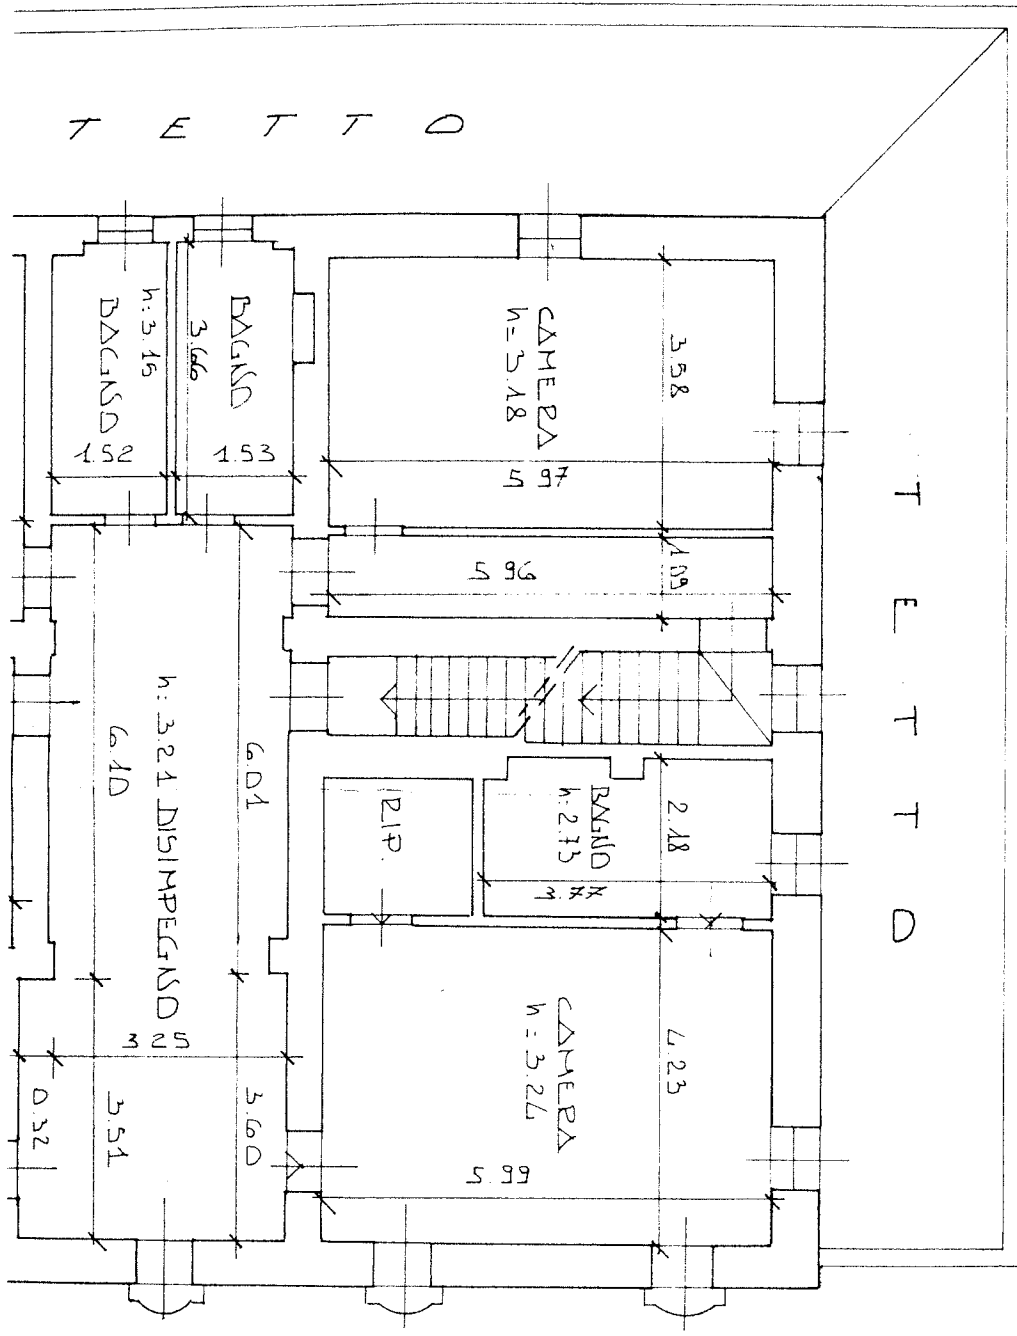 TETTO
BAGNO
h: 3.15
1.52
BAGNO
3.66
1.53
CAMERA
h= 3.18
3.58
5.97
5.96
1.09
TETTO
6.10
h: 3.21 DISIMPEGNO
6.01
RIP.
BAGNO
h: 2.73
2.18
3.77
3.25
0.32
3.51
3.60
CAMERA
h= 3.24
4.23
5.99